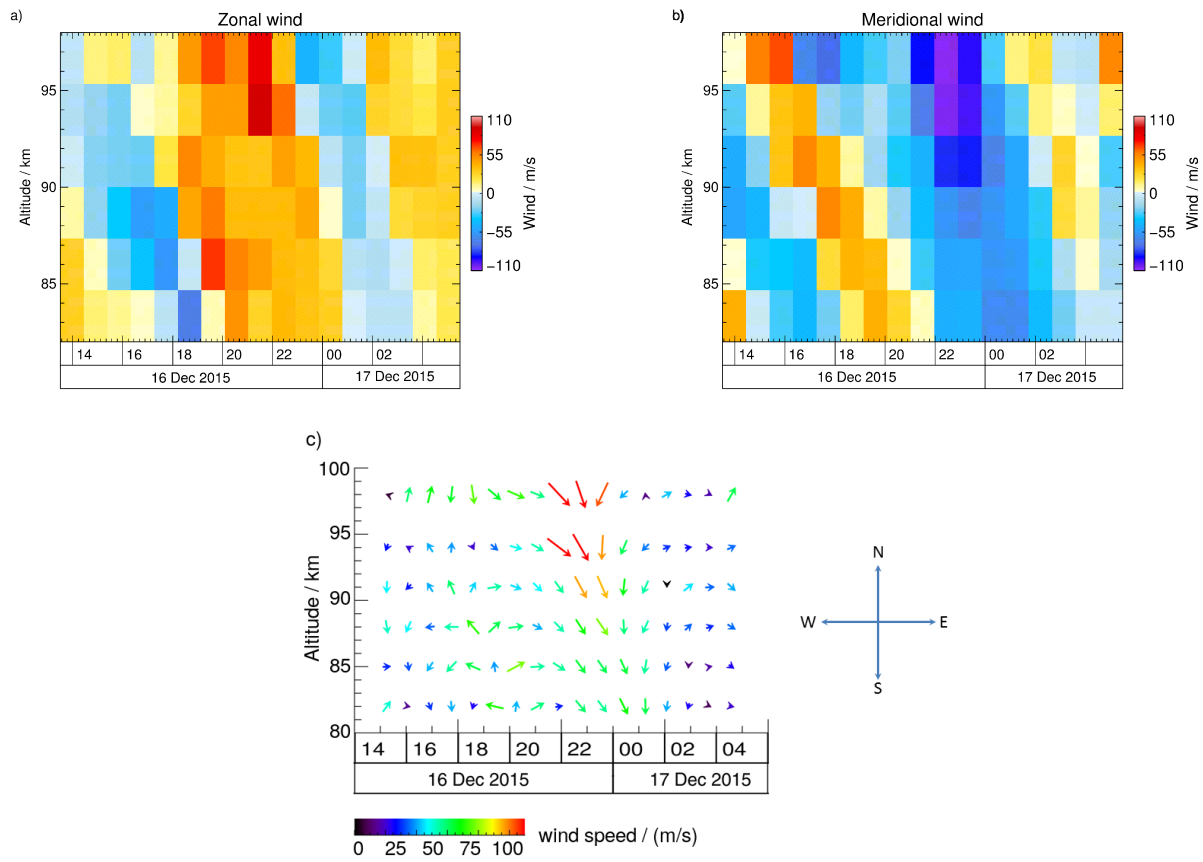 a)
Zonal wind
Altitude / km
95
90
85
14 16 18 20 22 00 02
16 Dec 2015 17 Dec 2015
110
55
0
−55
−110
Wind / m/s
b)
Meridional wind
Altitude / km
95
90
85
14 16 18 20 22 00 02
16 Dec 2015 17 Dec 2015
110
55
0
−55
−110
Wind / m/s
c)
Altitude / km
100
95
90
85
80
14 16 18 20 22 00 02 04
16 Dec 2015 17 Dec 2015
0 25 50 75 100
wind speed / (m/s)
N
W E
S